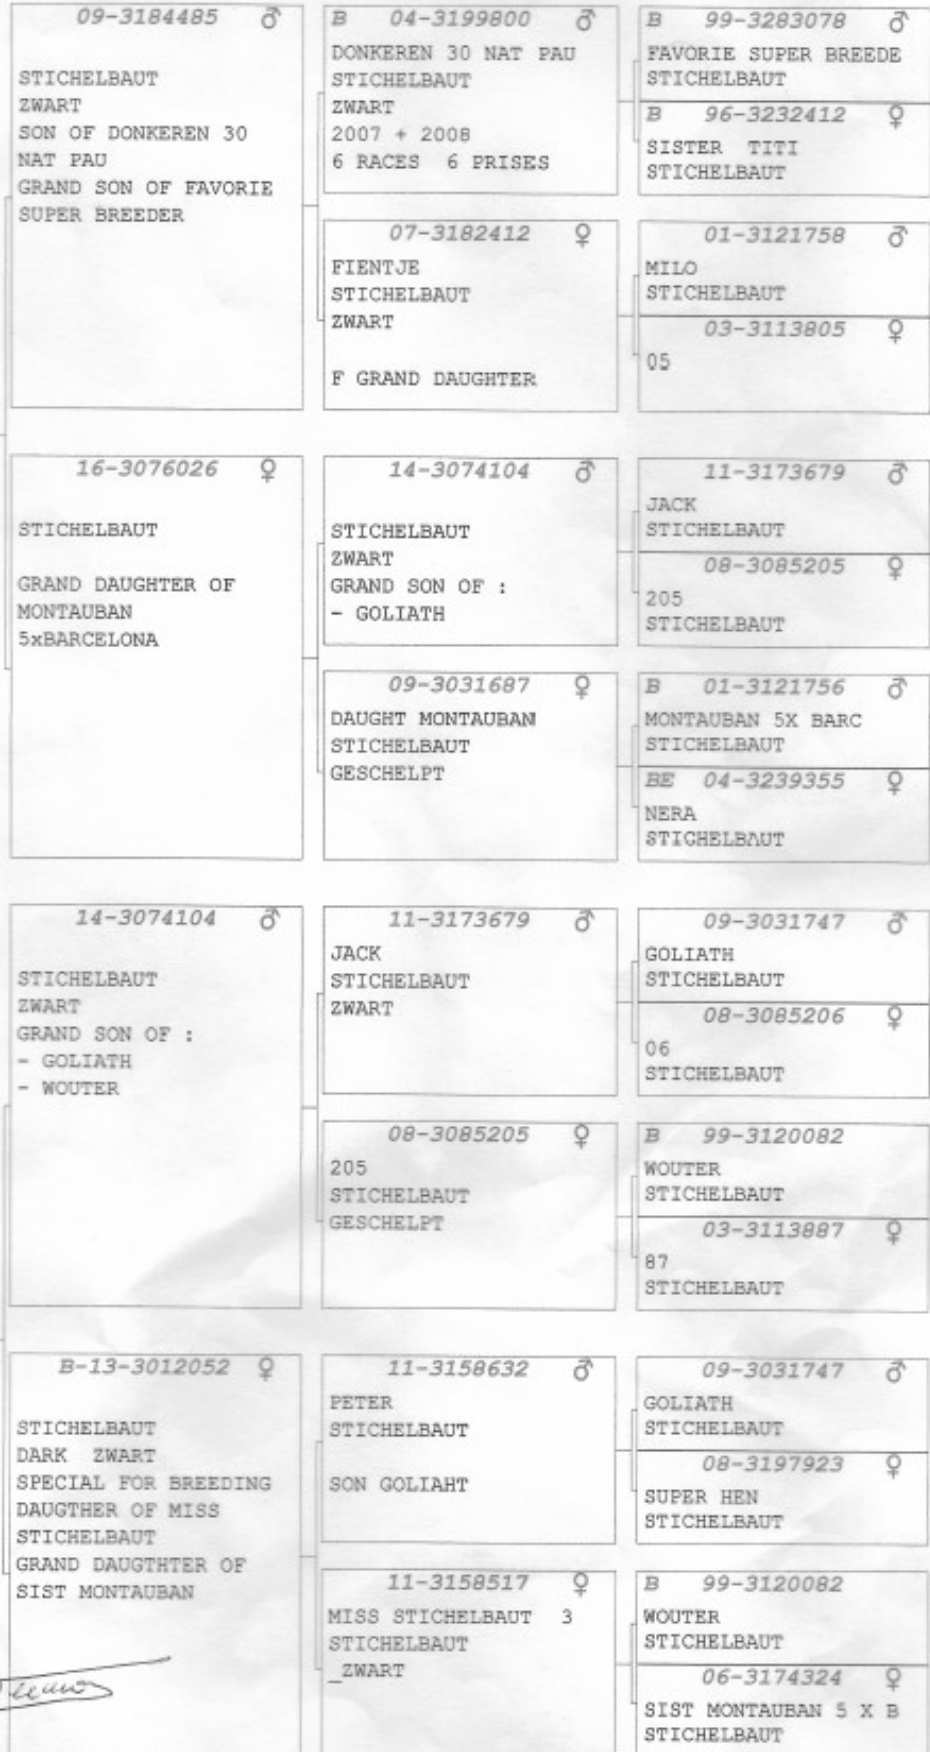 09-3184485 ♂
STICHELBAUT
ZWART
SON OF DONKEREN 30
NAT PAU
GRAND SON OF FAVORIE
SUPER BREEDER
B 04-3199800 ♂
DONKEREN 30 NAT PAU
STICHELBAUT
ZWART
2007 + 2008
6 RACES 6 PRISES
B 99-3283078 ♂
FAVORIE SUPER BREEDE
STICHELBAUT
B 96-3232412 ♀
SISTER TITI
STICHELBAUT
07-3182412 ♀
FIENTJE
STICHELBAUT
ZWART
F GRAND DAUGHTER
01-3121758 ♂
MILO
STICHELBAUT
03-3113805 ♀
05
16-3076026 ♀
STICHELBAUT
GRAND DAUGHTER OF
MONTAUBAN
5xBARCELONA
14-3074104 ♂
STICHELBAUT
ZWART
GRAND SON OF :
- GOLIATH
11-3173679 ♂
JACK
STICHELBAUT
08-3085205 ♀
205
STICHELBAUT
09-3031687 ♀
DAUGHT MONTAUBAN
STICHELBAUT
GESCHELPT
B 01-3121756 ♂
MONTAUBAN 5X BARC
STICHELBAUT
BE 04-3239355 ♀
NERA
STICHELBAUT
14-3074104 ♂
STICHELBAUT
ZWART
GRAND SON OF :
- GOLIATH
- WOUTER
11-3173679 ♂
JACK
STICHELBAUT
ZWART
09-3031747 ♂
GOLIATH
STICHELBAUT
08-3085206 ♀
06
STICHELBAUT
08-3085205 ♀
205
STICHELBAUT
GESCHELPT
B 99-3120082
WOUTER
STICHELBAUT
03-3113887 ♀
87
STICHELBAUT
B-13-3012052 ♀
STICHELBAUT
DARK ZWART
SPECIAL FOR BREEDING
DAUGTHER OF MISS
STICHELBAUT
GRAND DAUGTHTER OF
SIST MONTAUBAN
11-3158632 ♂
PETER
STICHELBAUT
SON GOLIAHT
09-3031747 ♂
GOLIATH
STICHELBAUT
08-3197923 ♀
SUPER HEN
STICHELBAUT
11-3158517 ♀
MISS STICHELBAUT 3
STICHELBAUT
_ZWART
B 99-3120082
WOUTER
STICHELBAUT
06-3174324 ♀
SIST MONTAUBAN 5 X B
STICHELBAUT